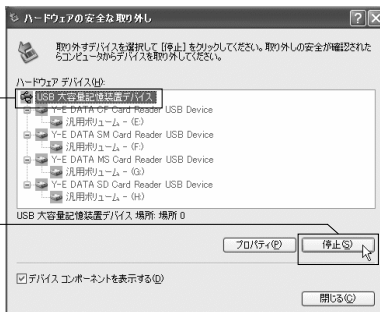 ハードウェアの安全な取り外し
取り外すデバイスを選択して [停止] をクリックしてください。取り外しの安全が確認された
らコンピュータからデバイスを取り外してください。
ハードウェア デバイス(H):
USB 大容量記憶装置デバイス
Y-E DATA CF Card Reader USB Device
汎用ボリューム - (E:)
Y-E DATA SM Card Reader USB Device
汎用ボリューム - (F:)
Y-E DATA MS Card Reader USB Device
汎用ボリューム - (G:)
Y-E DATA SD Card Reader USB Device
汎用ボリューム - (H:)
USB 大容量記憶装置デバイス 場所: 場所 0
プロパティ(P)
停止(S)
デバイス コンポーネントを表示する(D)
閉じる(C)